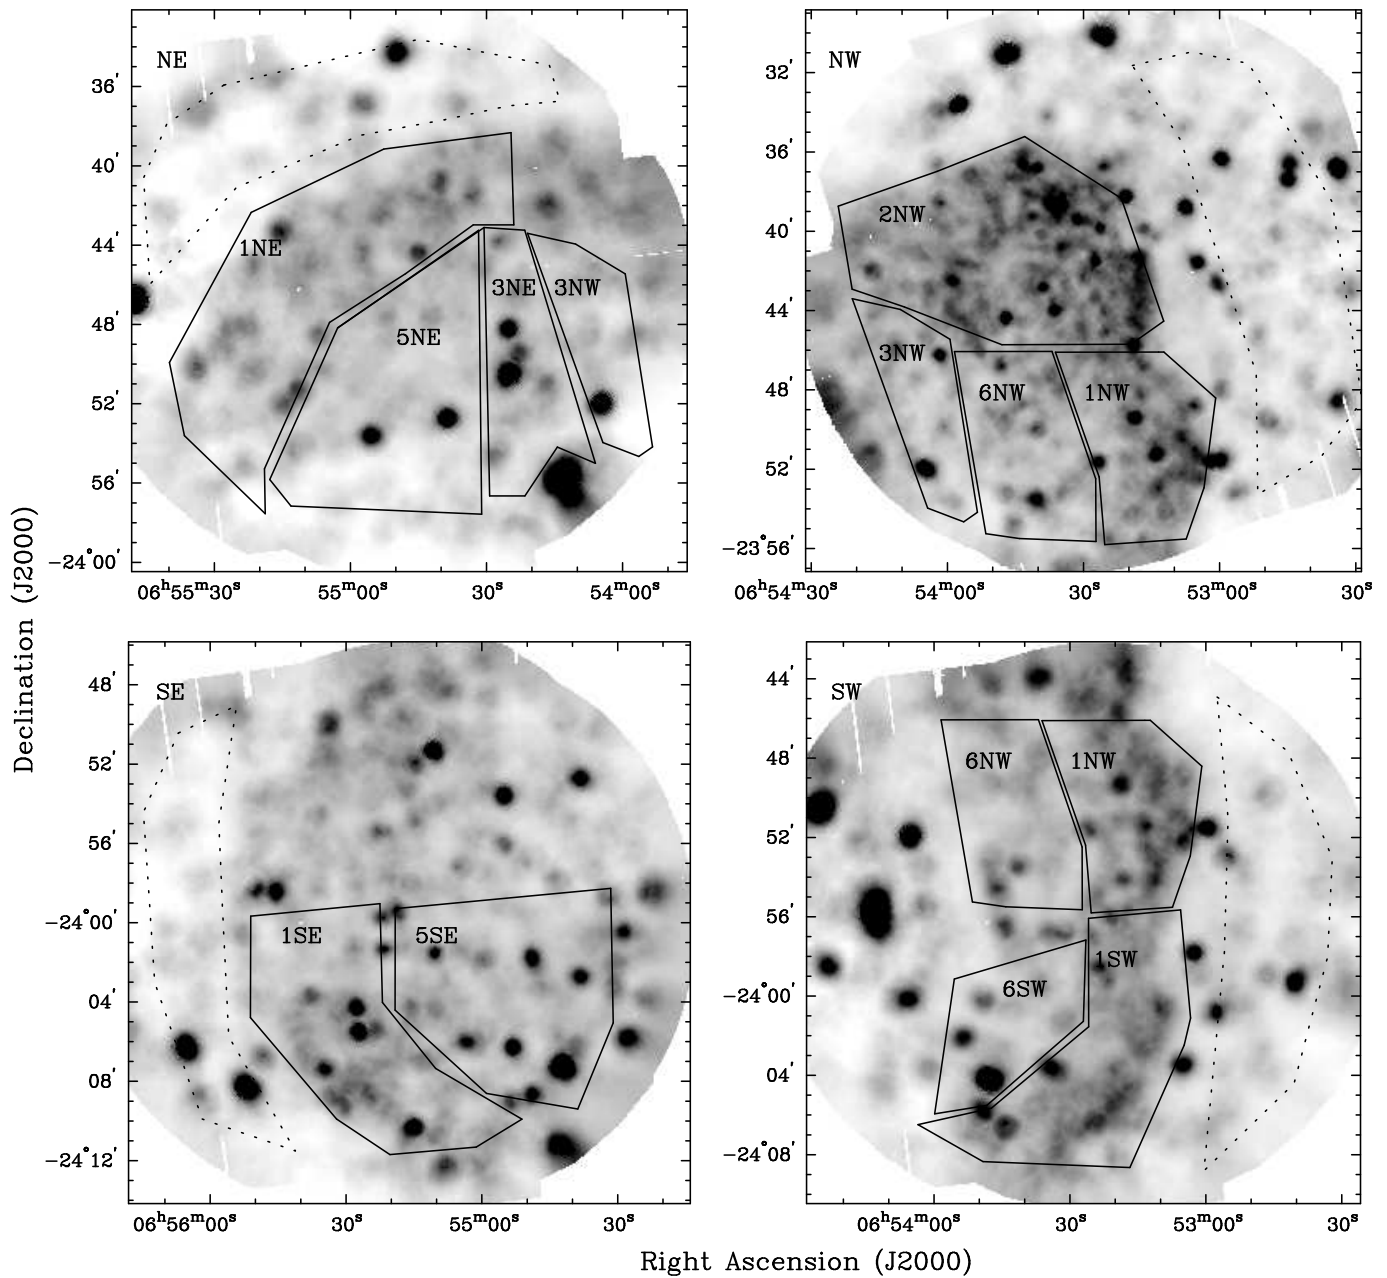 NE
36′
40′
44′
48′
52′
56′
−24°00′
1NE
5NE
3NE
3NW
06ʰ55ᵐ30ˢ
55ᵐ00ˢ
30ˢ
54ᵐ00ˢ
NW
32′
36′
40′
44′
48′
52′
−23°56′
2NW
3NW
6NW
1NW
06ʰ54ᵐ30ˢ
54ᵐ00ˢ
30ˢ
53ᵐ00ˢ
30ˢ
SE
48′
52′
56′
−24°00′
04′
08′
−24°12′
1SE
5SE
06ʰ56ᵐ00ˢ
30ˢ
55ᵐ00ˢ
30ˢ
SW
44′
48′
52′
56′
−24°00′
04′
−24°08′
6NW
1NW
1SW
6SW
06ʰ54ᵐ00ˢ
30ˢ
53ᵐ00ˢ
30ˢ
Declination (J2000)
Right Ascension (J2000)